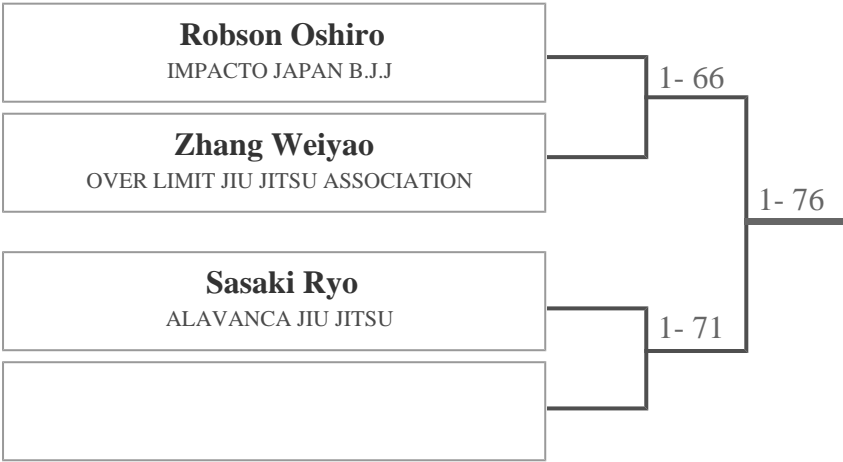 Robson Oshiro
IMPACTO JAPAN B.J.J
1- 66
Zhang Weiyao
OVER LIMIT JIU JITSU ASSOCIATION
1- 76
Sasaki Ryo
ALAVANCA JIU JITSU
1- 71